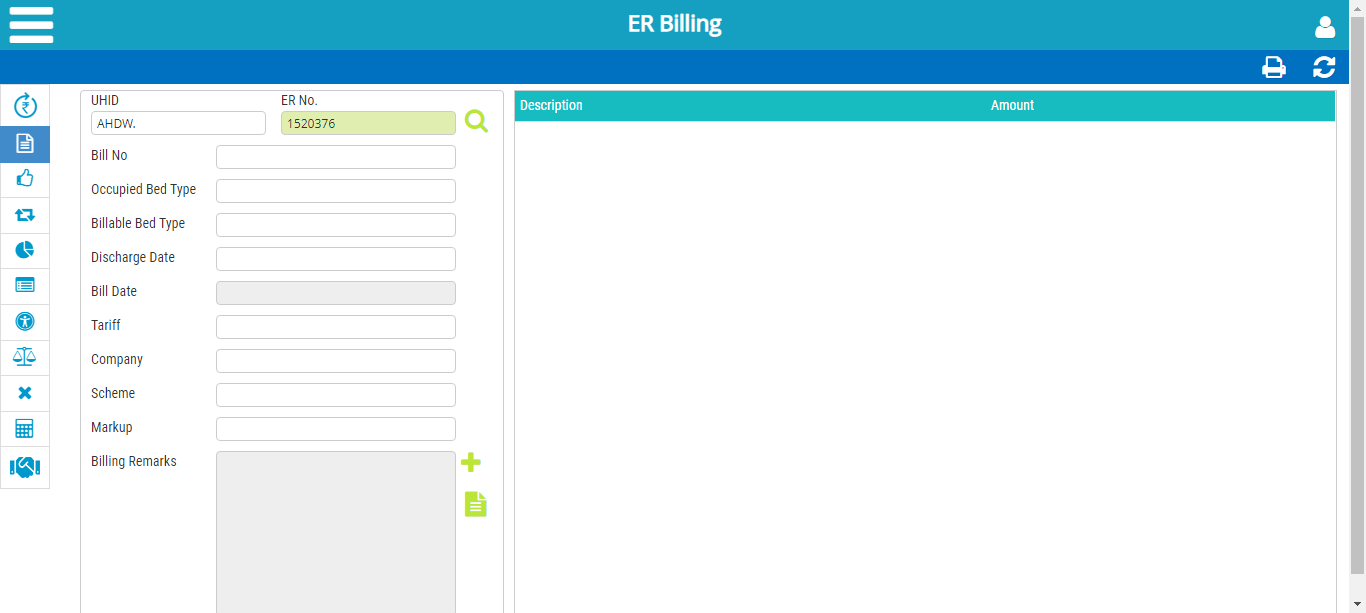 ER Billing
UHID ER No.
AHDW. 1520376
Bill No
Occupied Bed Type
Billable Bed Type
Discharge Date
Bill Date
Tariff
Company
Scheme
Markup
Billing Remarks
Description Amount